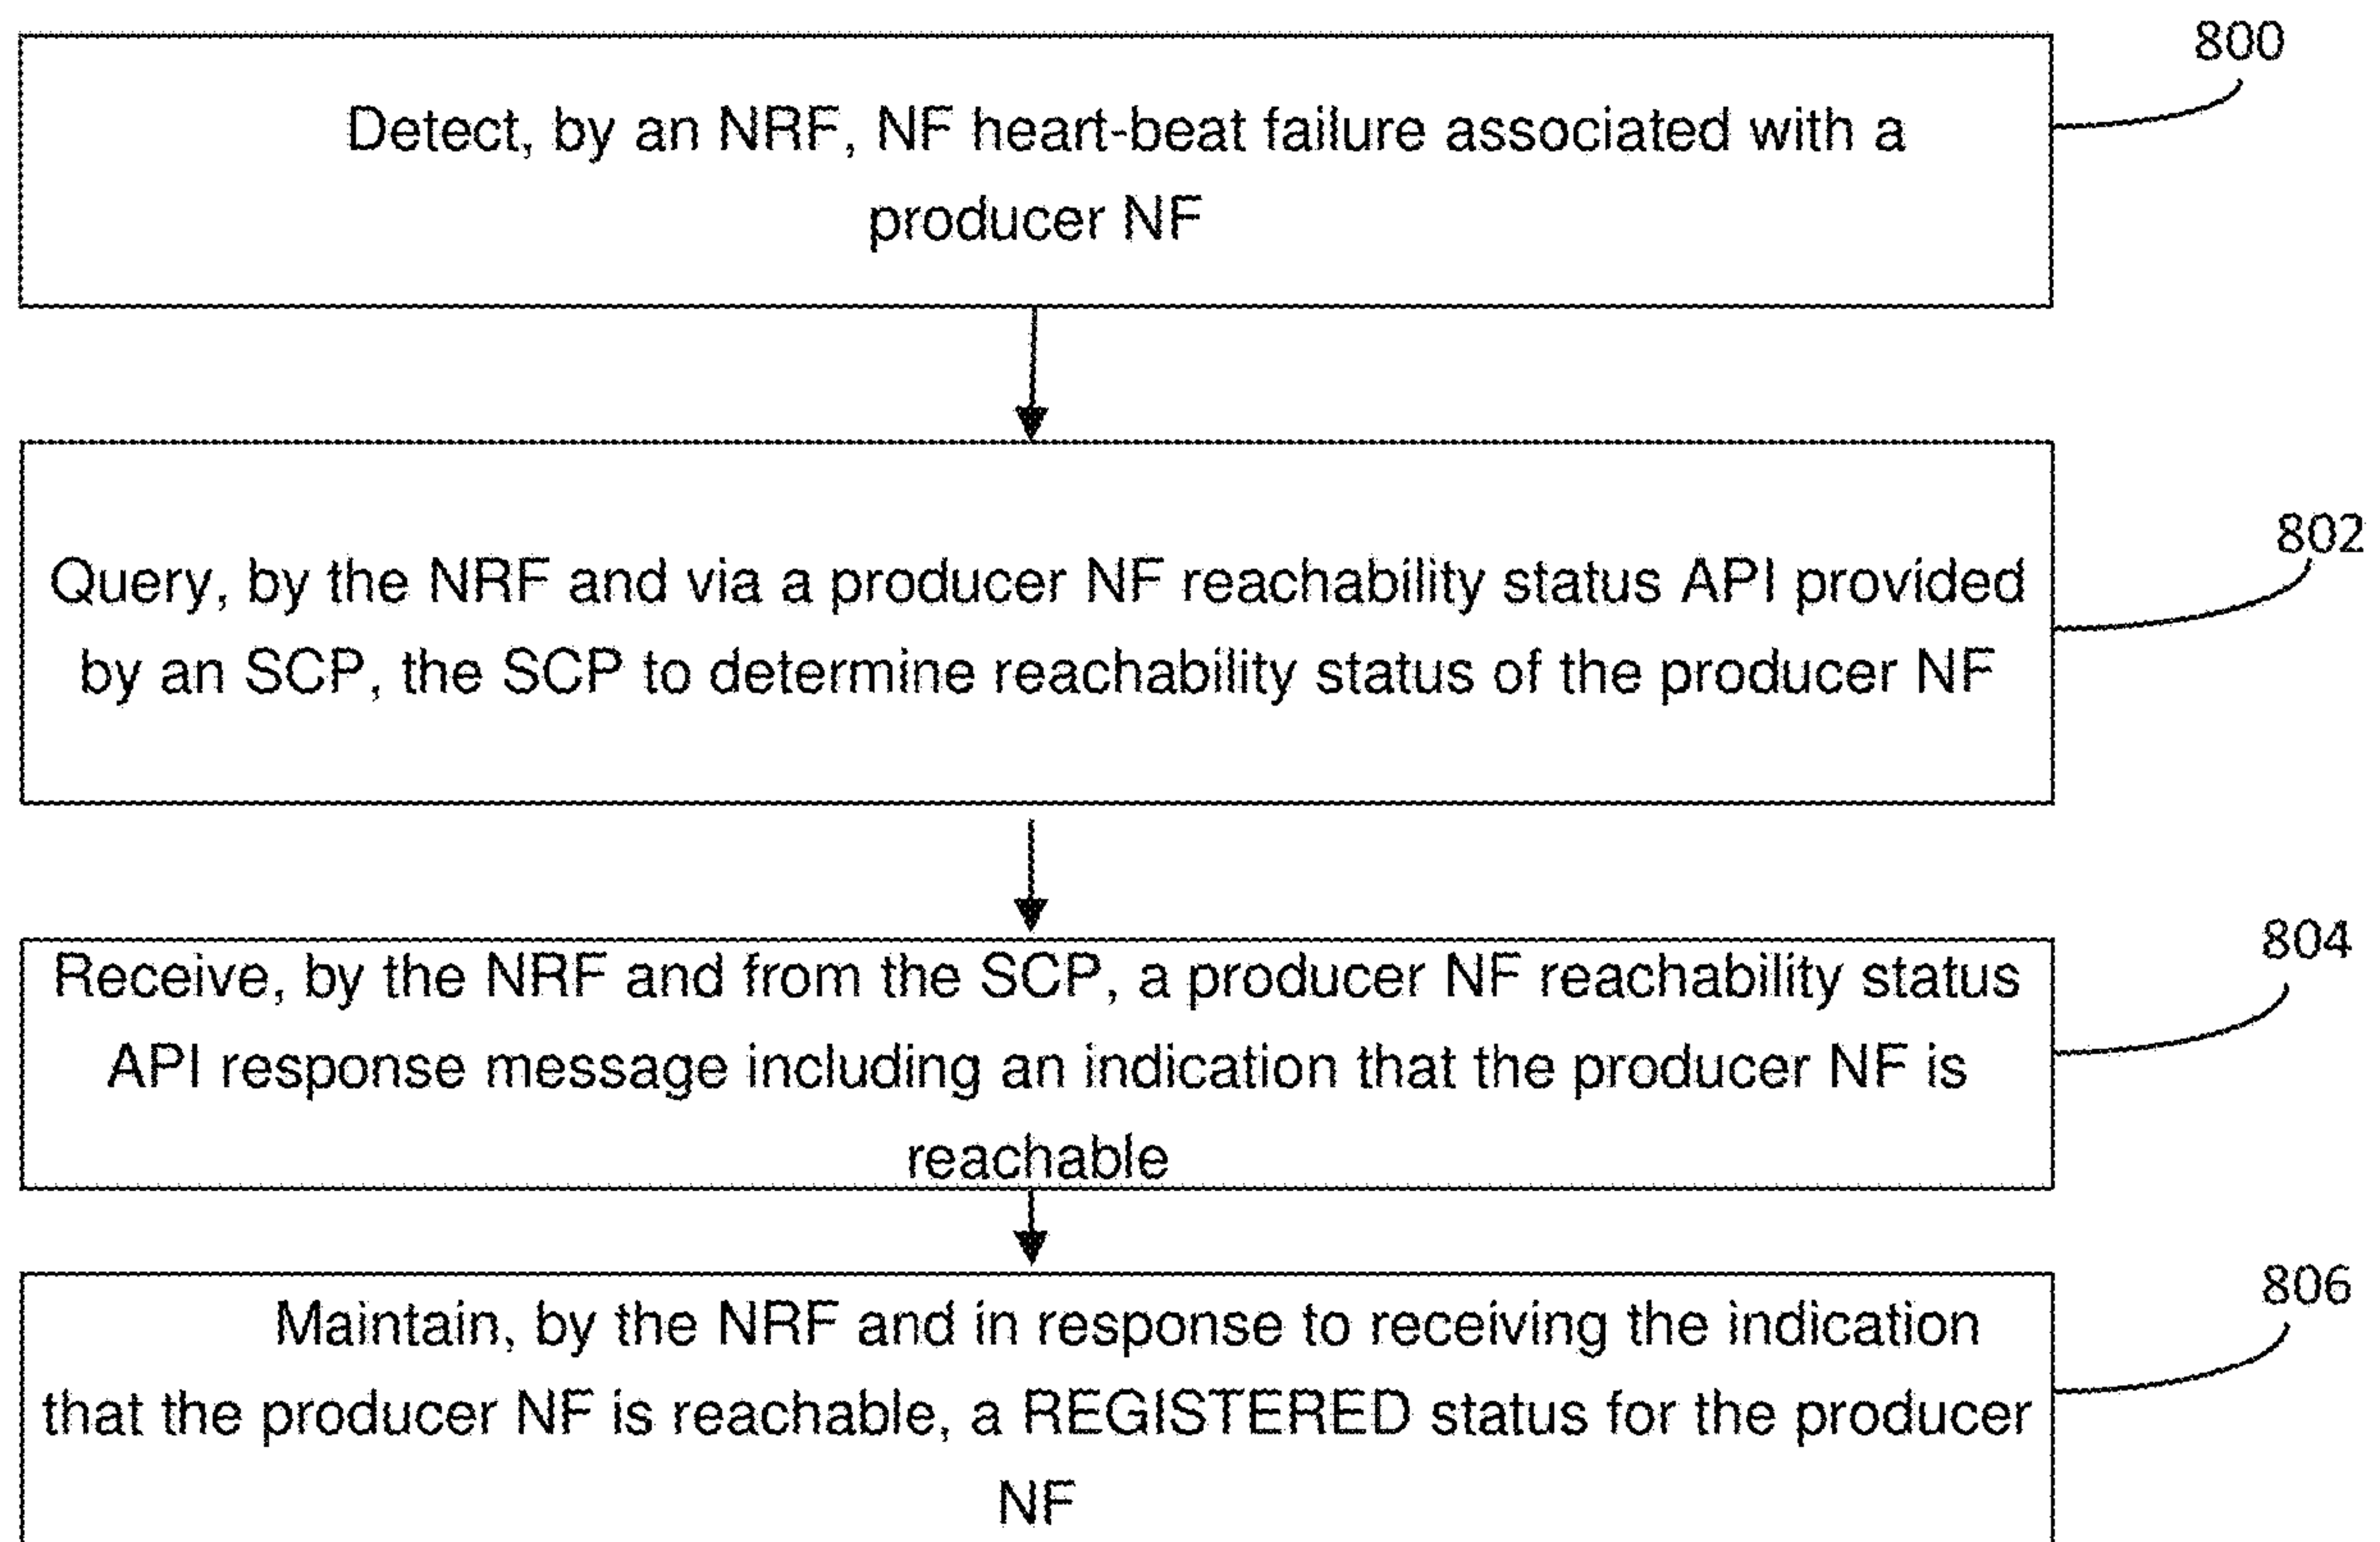 800
Detect, by an NRF, NF heart-beat failure associated with a
producer NF
802
Query, by the NRF and via a producer NF reachability status API provided
by an SCP, the SCP to determine reachability status of the producer NF
804
Receive, by the NRF and from the SCP, a producer NF reachability status
API response message including an indication that the producer NF is
reachable
806
Maintain, by the NRF and in response to receiving the indication
that the producer NF is reachable, a REGISTERED status for the producer
NF